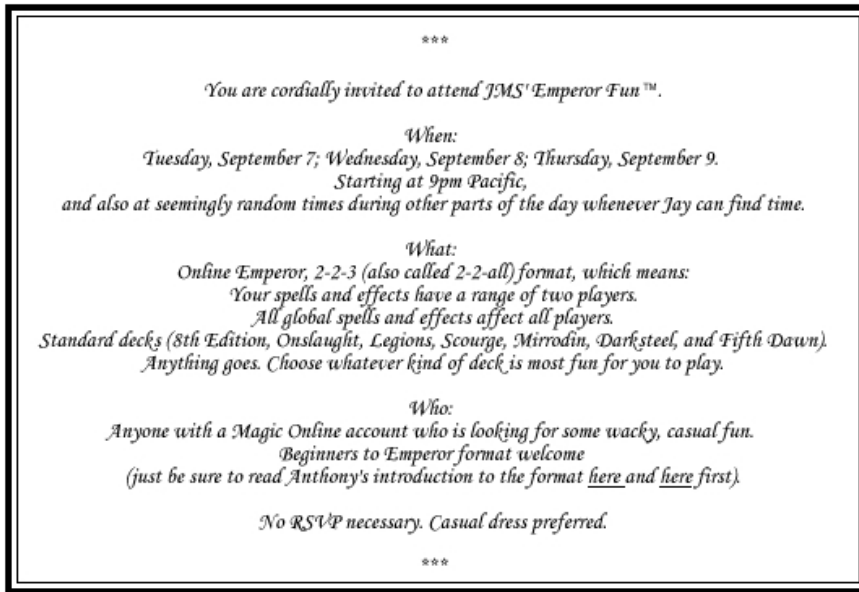 ***
You are cordially invited to attend JMS' Emperor Fun™.
When:
Tuesday, September 7; Wednesday, September 8; Thursday, September 9.
Starting at 9pm Pacific,
and also at seemingly random times during other parts of the day whenever Jay can find time.
What:
Online Emperor, 2-2-3 (also called 2-2-all) format, which means:
Your spells and effects have a range of two players.
All global spells and effects affect all players.
Standard decks (8th Edition, Onslaught, Legions, Scourge, Mirrodin, Darksteel, and Fifth Dawn).
Anything goes. Choose whatever kind of deck is most fun for you to play.
Who:
Anyone with a Magic Online account who is looking for some wacky, casual fun.
Beginners to Emperor format welcome
(just be sure to read Anthony's introduction to the format here and here first).
No RSVP necessary. Casual dress preferred.
***